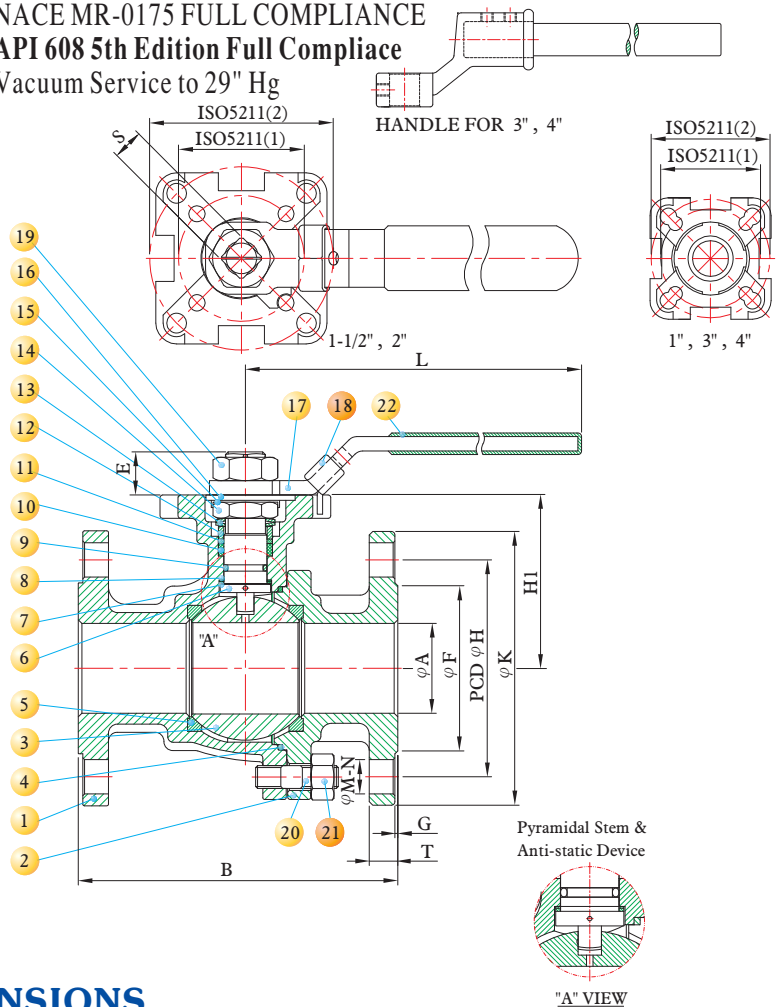 NACE MR-0175 FULL COMPLIANCE
API 608 5th Edition Full Compliace
Vacuum Service to 29" Hg
HANDLE FOR 3" , 4"
ISO5211(2)
ISO5211(1)
S
ISO5211(2)
ISO5211(1)
1-1/2" , 2"
1" , 3" , 4"
L
19
16
15
14
13
12
11
10
9
8
7
6
5
3
4
1
2
17
18
22
E
"A"
φA
φF
PCD φH
φK
H1
φM-N
20
21
G
T
B
Pyramidal Stem &
Anti-static Device
"A" VIEW
NSIONS